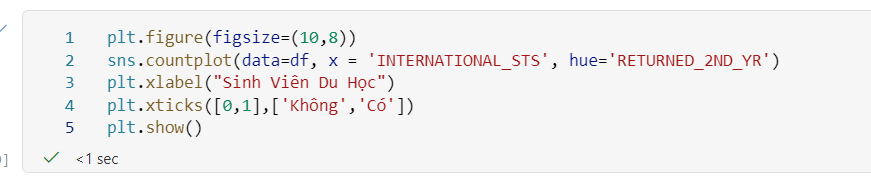 1 plt.figure(figsize=(10,8))
2 sns.countplot(data=df, x = 'INTERNATIONAL_STS', hue='RETURNED_2ND_YR')
3 plt.xlabel("Sinh Viên Du Học")
4 plt.xticks([0,1],['Không','Có'])
5 plt.show()
] ✓ <1 sec